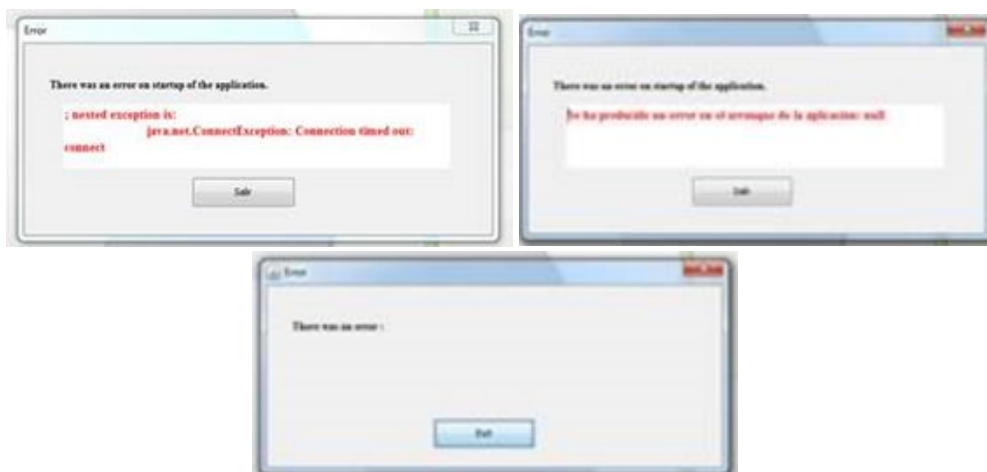 Error
There was an error on startup of the application.
; nested exception is:
java.net.ConnectException: Connection timed out:
connect
Salir
Error
There was an error on startup of the application.
Se ha producido un error en el arranque de la aplicacion: null
Salir
Error
There was an error :
Exit